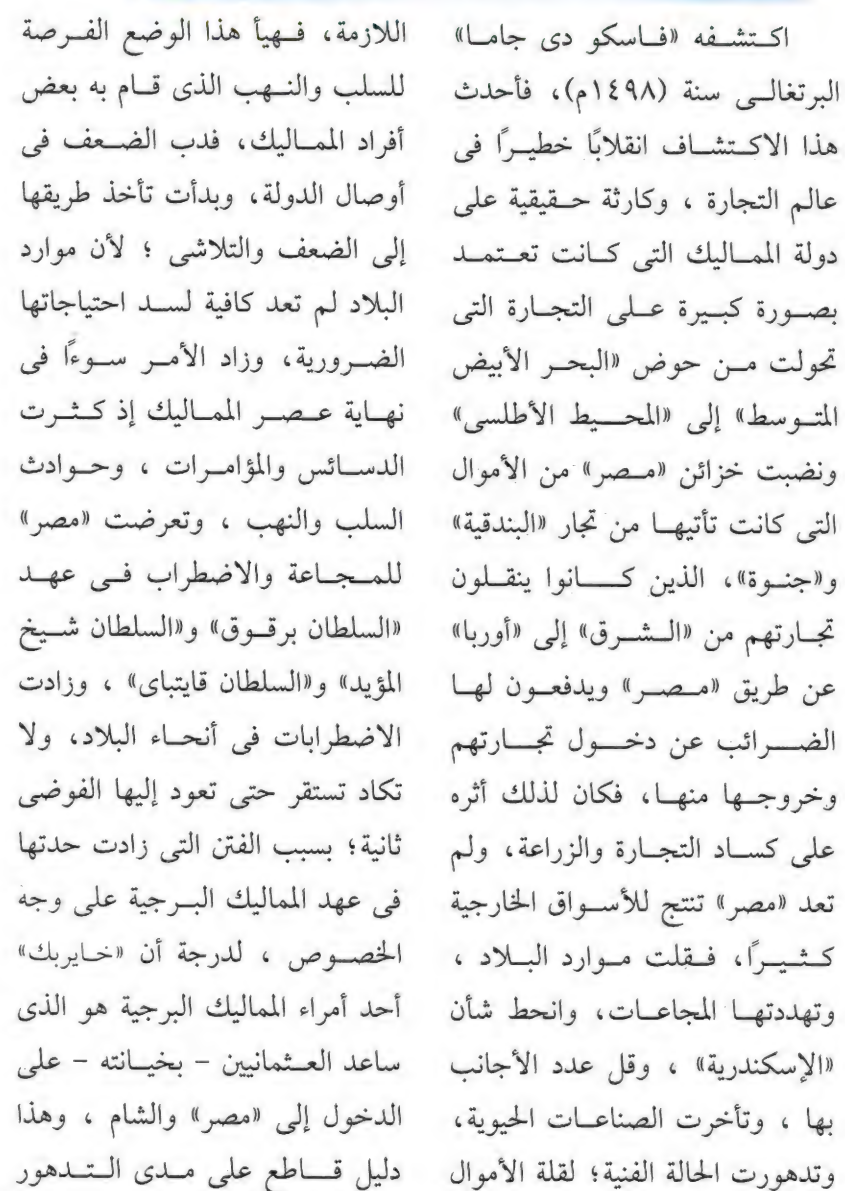 اكتشفه «فاسكو دى جاما»
البرتغالى سنة (١٤٩٨م)، فأحدث
هذا الاكتشاف انقلابًا خطيرًا فى
عالم التجارة ، وكارثة حقيقية على
دولة المماليك التى كانت تعتمد
بصورة كبيرة على التجارة التى
تحولت من حوض «البحر الأبيض
المتوسط» إلى «المحيط الأطلسى»
ونضبت خزائن «مصر» من الأموال
التى كانت تأتيها من تجار «البندقية»
و«جنوة»، الذين كانوا ينقلون
تجارتهم من «الشرق» إلى «أوربا»
عن طريق «مصر» ويدفعون لها
الضرائب عن دخول تجارتهم
وخروجها منها، فكان لذلك أثره
على كساد التجارة والزراعة، ولم
تعد «مصر» تنتج للأسواق الخارجية
كثيرًا، فقلت موارد البلاد ،
وتهددتها المجاعات، وانحط شأن
«الإسكندرية» ، وقل عدد الأجانب
بها ، وتأخرت الصناعات الحيوية،
وتدهورت الحالة الفنية؛ لقلة الأموال
اللازمة، فهيأ هذا الوضع الفرصة
للسلب والنهب الذى قام به بعض
أفراد المماليك، فدب الضعف فى
أوصال الدولة، وبدأت تأخذ طريقها
إلى الضعف والتلاشى ؛ لأن موارد
البلاد لم تعد كافية لسد احتياجاتها
الضرورية، وزاد الأمر سوءًا فى
نهاية عصر المماليك إذ كثرت
الدسائس والمؤامرات ، وحوادث
السلب والنهب ، وتعرضت «مصر»
للمجاعة والاضطراب فى عهد
«السلطان برقوق» و«السلطان شيخ
المؤيد» و«السلطان قايتباى» ، وزادت
الاضطرابات فى أنحاء البلاد، ولا
تكاد تستقر حتى تعود إليها الفوضى
ثانية؛ بسبب الفتن التى زادت حدتها
فى عهد المماليك البرجية على وجه
الخصوص ، لدرجة أن «خايربك»
أحد أمراء المماليك البرجية هو الذى
ساعد العثمانيين - بخيانته - على
الدخول إلى «مصر» والشام ، وهذا
دليل قاطع على مدى التدهور